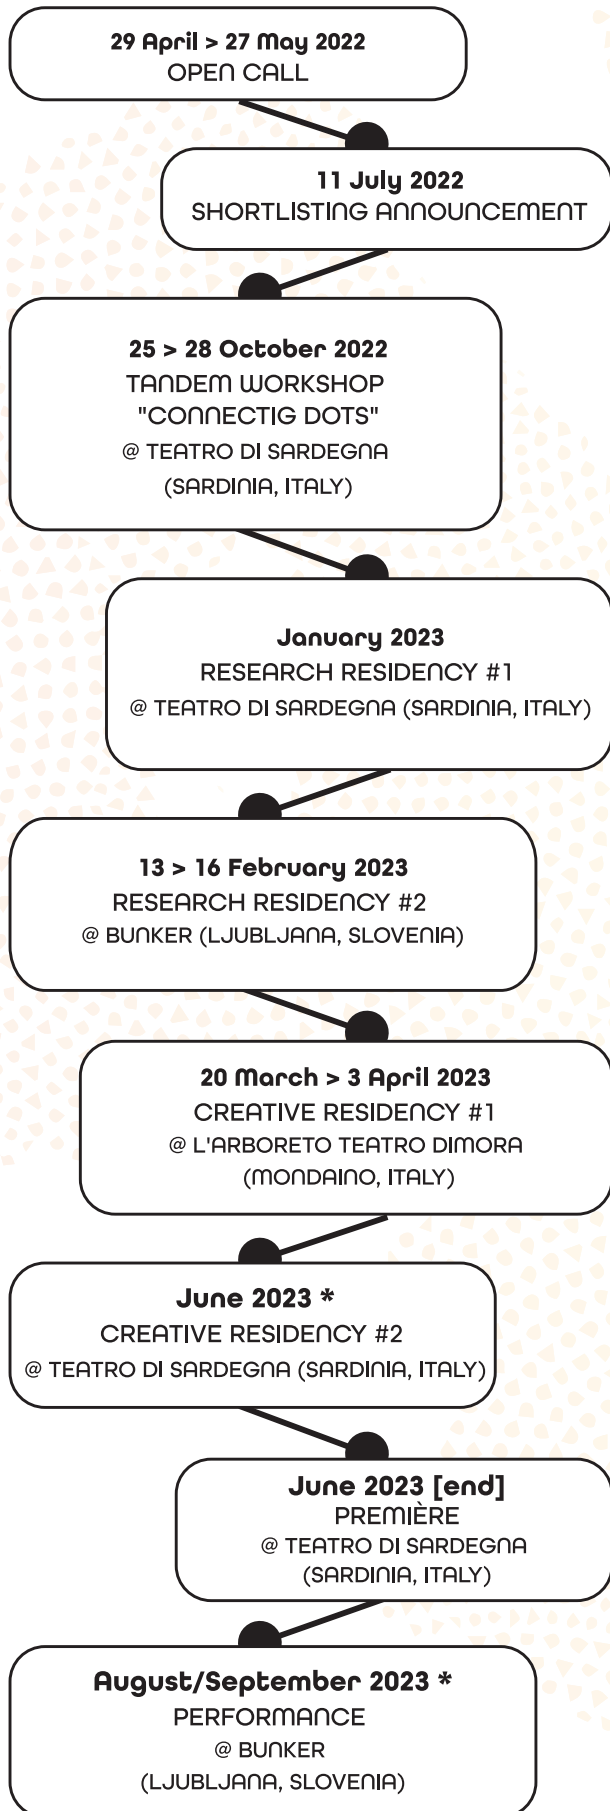 29 April > 27 May 2022
OPEN CALL
11 July 2022
SHORTLISTING ANNOUNCEMENT
25 > 28 October 2022
TANDEM WORKSHOP
"CONNECTIG DOTS"
@ TEATRO DI SARDEGNA
(SARDINIA, ITALY)
January 2023
RESEARCH RESIDENCY #1
@ TEATRO DI SARDEGNA (SARDINIA, ITALY)
13 > 16 February 2023
RESEARCH RESIDENCY #2
@ BUNKER (LJUBLJANA, SLOVENIA)
20 March > 3 April 2023
CREATIVE RESIDENCY #1
@ L'ARBORETO TEATRO DIMORA
(MONDAINO, ITALY)
June 2023 *
CREATIVE RESIDENCY #2
@ TEATRO DI SARDEGNA (SARDINIA, ITALY)
June 2023 [end]
PREMIÈRE
@ TEATRO DI SARDEGNA
(SARDINIA, ITALY)
August/September 2023 *
PERFORMANCE
@ BUNKER
(LJUBLJANA, SLOVENIA)